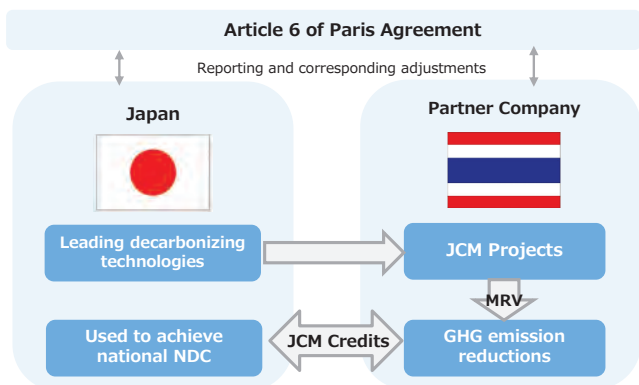 Article 6 of Paris Agreement
Reporting and corresponding adjustments
Japan
Partner Company
Leading decarbonizing
technologies
JCM Projects
MRV
Used to achieve
national NDC
JCM Credits
GHG emission
reductions